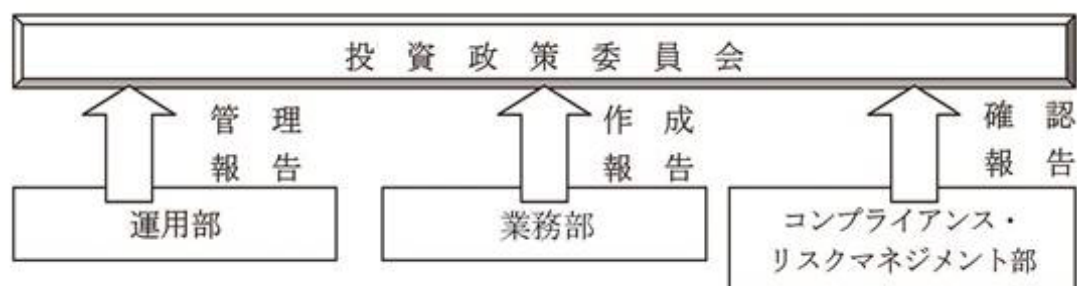 投資政策委員会
管理
報告
作成
報告
確認
報告
運用部
業務部
コンプライアンス・
リスクマネジメント部